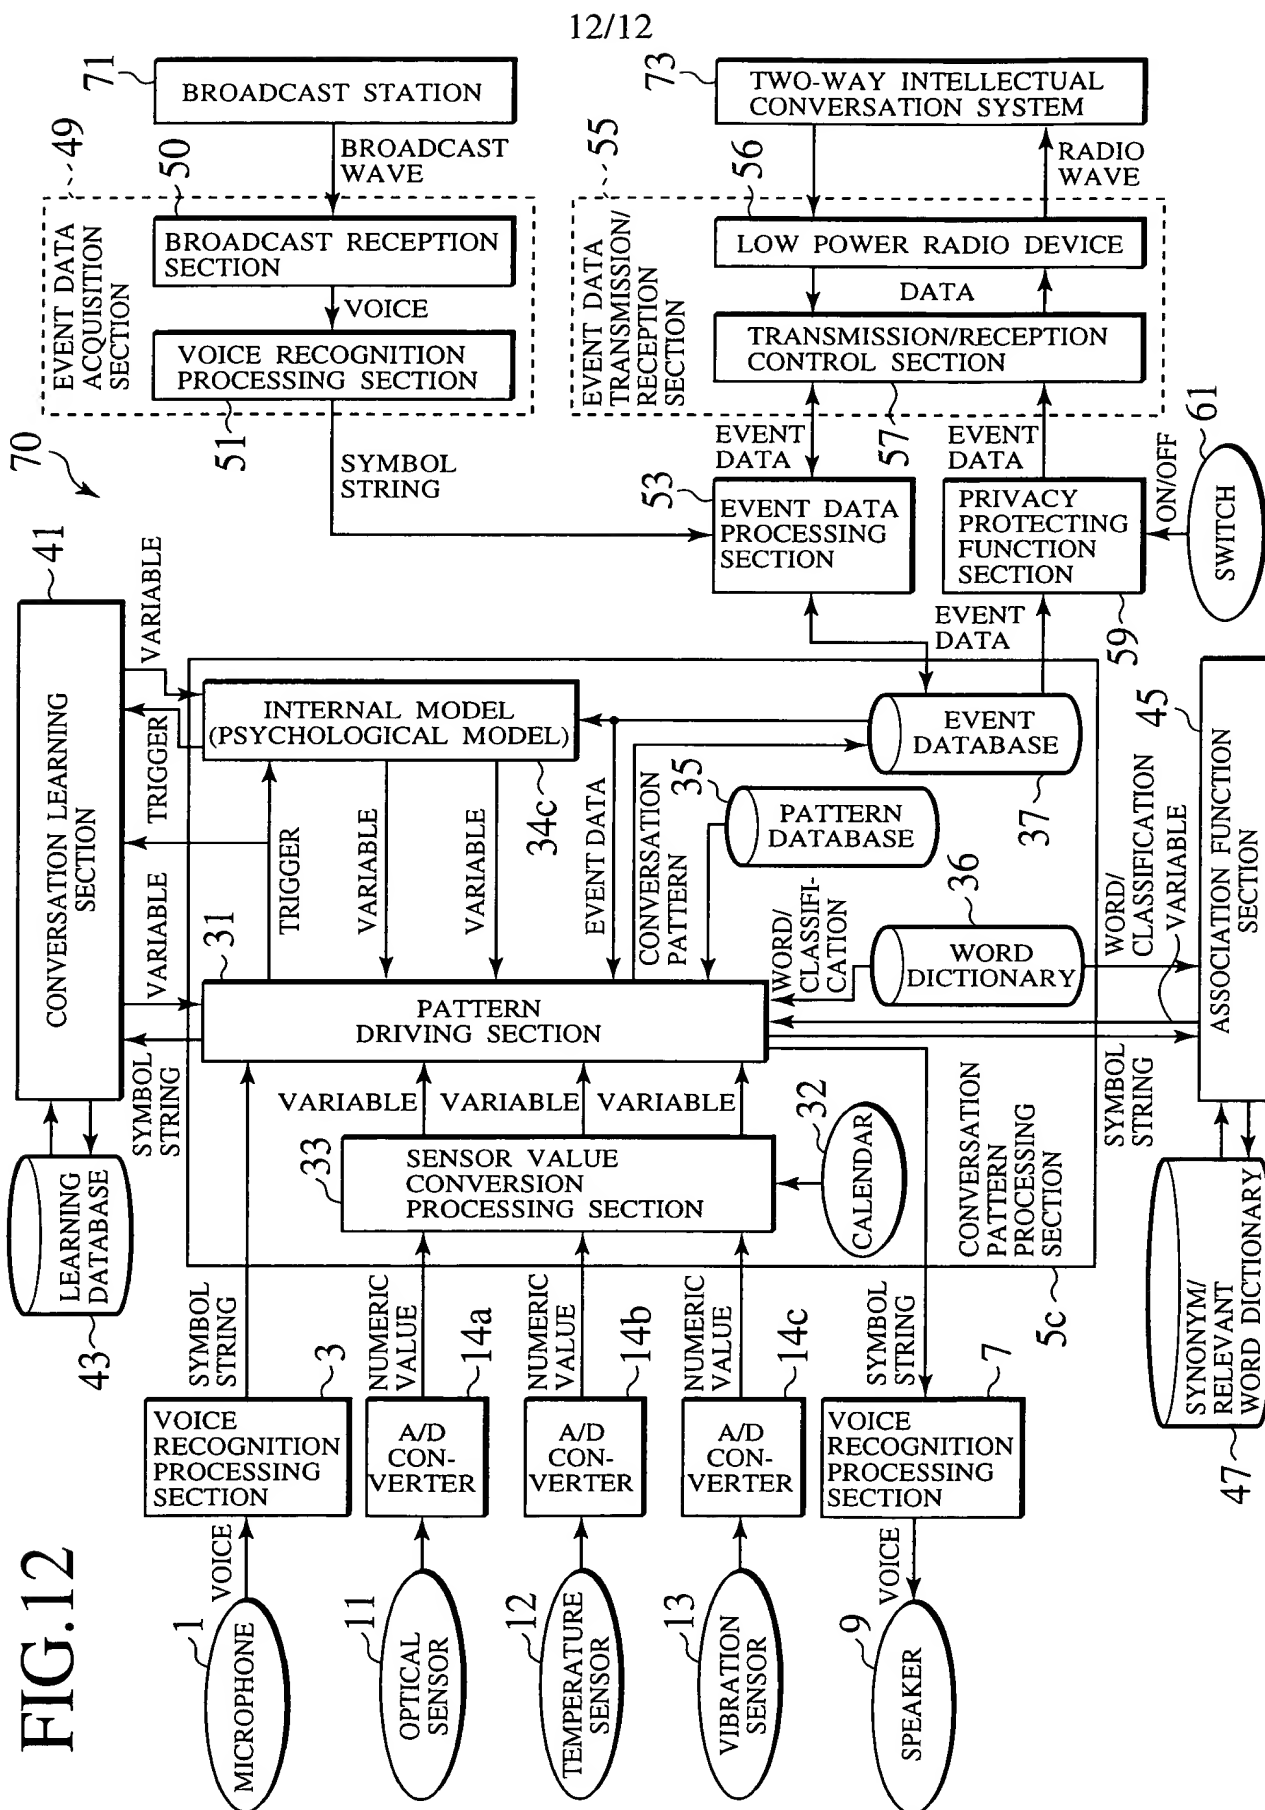 12/12
FIG.12
71
BROADCAST STATION
BROADCAST
WAVE
49
50
EVENT DATA
ACQUISITION
SECTION
BROADCAST RECEPTION
SECTION
VOICE
VOICE RECOGNITION
PROCESSING SECTION
51
SYMBOL
STRING
70
73
TWO-WAY INTELLECTUAL
CONVERSATION SYSTEM
55
56
RADIO
WAVE
EVENT DATA
TRANSMISSION/
RECEPTION
SECTION
LOW POWER RADIO DEVICE
DATA
TRANSMISSION/RECEPTION
CONTROL SECTION
57
EVENT
DATA
EVENT
DATA
53
EVENT DATA
PROCESSING
SECTION
PRIVACY
PROTECTING
FUNCTION
SECTION
59
ON/OFF
61
SWITCH
EVENT
DATA
41
CONVERSATION LEARNING
SECTION
VARIABLE
TRIGGER
VARIABLE
SYMBOL
STRING
43
LEARNING
DATABASE
INTERNAL MODEL
(PSYCHOLOGICAL MODEL)
34c
TRIGGER
VARIABLE
VARIABLE
EVENT DATA
CONVERSATION
PATTERN
31
PATTERN
DRIVING SECTION
35
PATTERN
DATABASE
EVENT
DATABASE
37
WORD/
CLASSIFI-
CATION
36
WORD
DICTIONARY
WORD/
CLASSIFICATION
VARIABLE
45
ASSOCIATION FUNCTION
SECTION
SYMBOL
STRING
SYNONYM/
RELEVANT
WORD DICTIONARY
47
VARIABLE
VARIABLE
VARIABLE
33
SENSOR VALUE
CONVERSION
PROCESSING SECTION
32
CALENDAR
CONVERSATION
PATTERN
PROCESSING
SECTION
5c
SYMBOL
STRING
NUMERIC
VALUE
NUMERIC
VALUE
NUMERIC
VALUE
SYMBOL
STRING
3
VOICE
RECOGNITION
PROCESSING
SECTION
14a
A/D
CON-
VERTER
14b
A/D
CON-
VERTER
14c
A/D
CON-
VERTER
7
VOICE
RECOGNITION
PROCESSING
SECTION
VOICE
VOICE
1
MICROPHONE
11
OPTICAL
SENSOR
12
TEMPERATURE
SENSOR
13
VIBRATION
SENSOR
9
SPEAKER